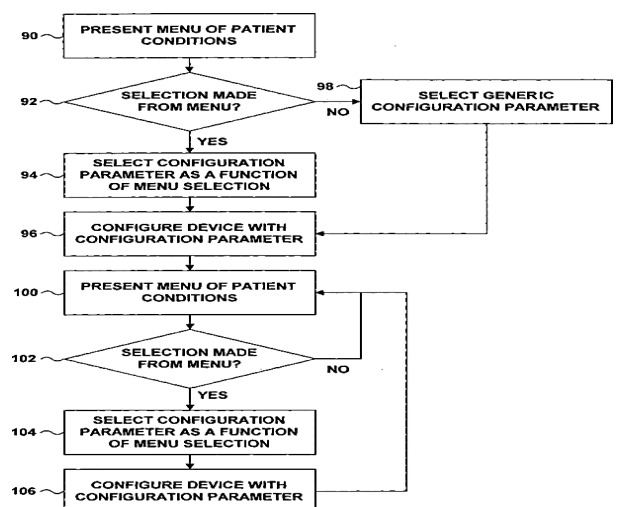 90
PRESENT MENU OF PATIENT
CONDITIONS
92
SELECTION MADE
FROM MENU?
NO
98
SELECT GENERIC
CONFIGURATION PARAMETER
YES
94
SELECT CONFIGURATION
PARAMETER AS A FUNCTION
OF MENU SELECTION
96
CONFIGURE DEVICE WITH
CONFIGURATION PARAMETER
100
PRESENT MENU OF PATIENT
CONDITIONS
102
SELECTION MADE
FROM MENU?
NO
YES
104
SELECT CONFIGURATION
PARAMETER AS A FUNCTION
OF MENU SELECTION
106
CONFIGURE DEVICE WITH
CONFIGURATION PARAMETER